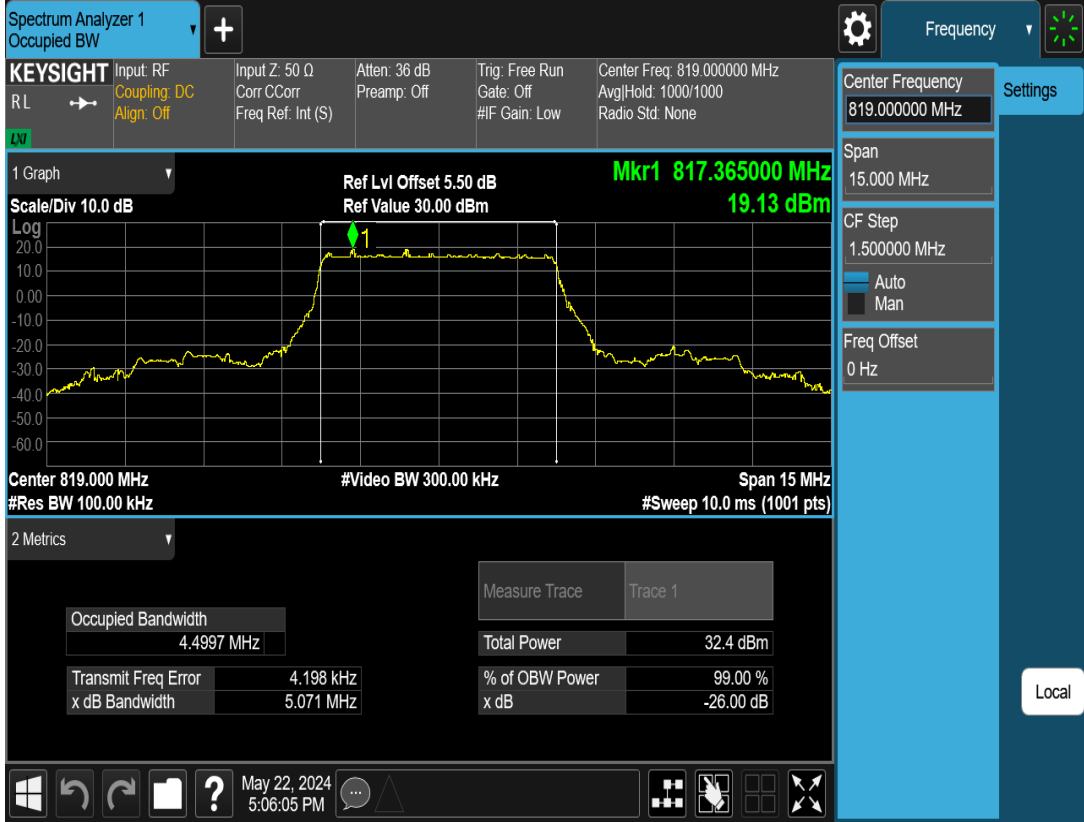 Spectrum Analyzer 1
Occupied BW
+
Frequency
KEYSIGHT
RL
LXI
Input: RF
Coupling: DC
Align: Off
Input Z: 50 Ω
Corr CCorr
Freq Ref: Int (S)
Atten: 36 dB
Preamp: Off
Trig: Free Run
Gate: Off
#IF Gain: Low
Center Freq: 819.000000 MHz
Avg|Hold: 1000/1000
Radio Std: None
Center Frequency
819.000000 MHz
Settings
Span
15.000 MHz
CF Step
1.500000 MHz
Auto
Man
Freq Offset
0 Hz
Local
1 Graph
Ref Lvl Offset 5.50 dB
Mkr1 817.365000 MHz
Scale/Div 10.0 dB
Ref Value 30.00 dBm
19.13 dBm
Log
1
20.0
10.0
0.00
-10.0
-20.0
-30.0
-40.0
-50.0
-60.0
Center 819.000 MHz
#Video BW 300.00 kHz
Span 15 MHz
#Res BW 100.00 kHz
#Sweep 10.0 ms (1001 pts)
2 Metrics
Measure Trace
Trace 1
Occupied Bandwidth
4.4997 MHz
Total Power
32.4 dBm
Transmit Freq Error
4.198 kHz
% of OBW Power
99.00 %
x dB Bandwidth
5.071 MHz
x dB
-26.00 dB
?
May 22, 2024
5:06:05 PM